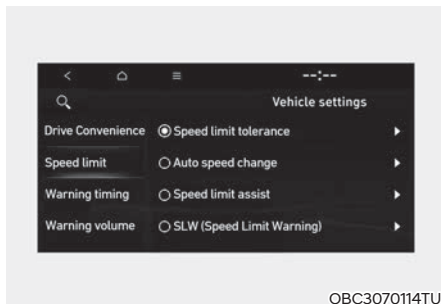 --:--
Vehicle settings
Drive Convenience
Speed limit tolerance
Speed limit
Auto speed change
Warning timing
Speed limit assist
Warning volume
SLW (Speed Limit Warning)
OBC3070114TU